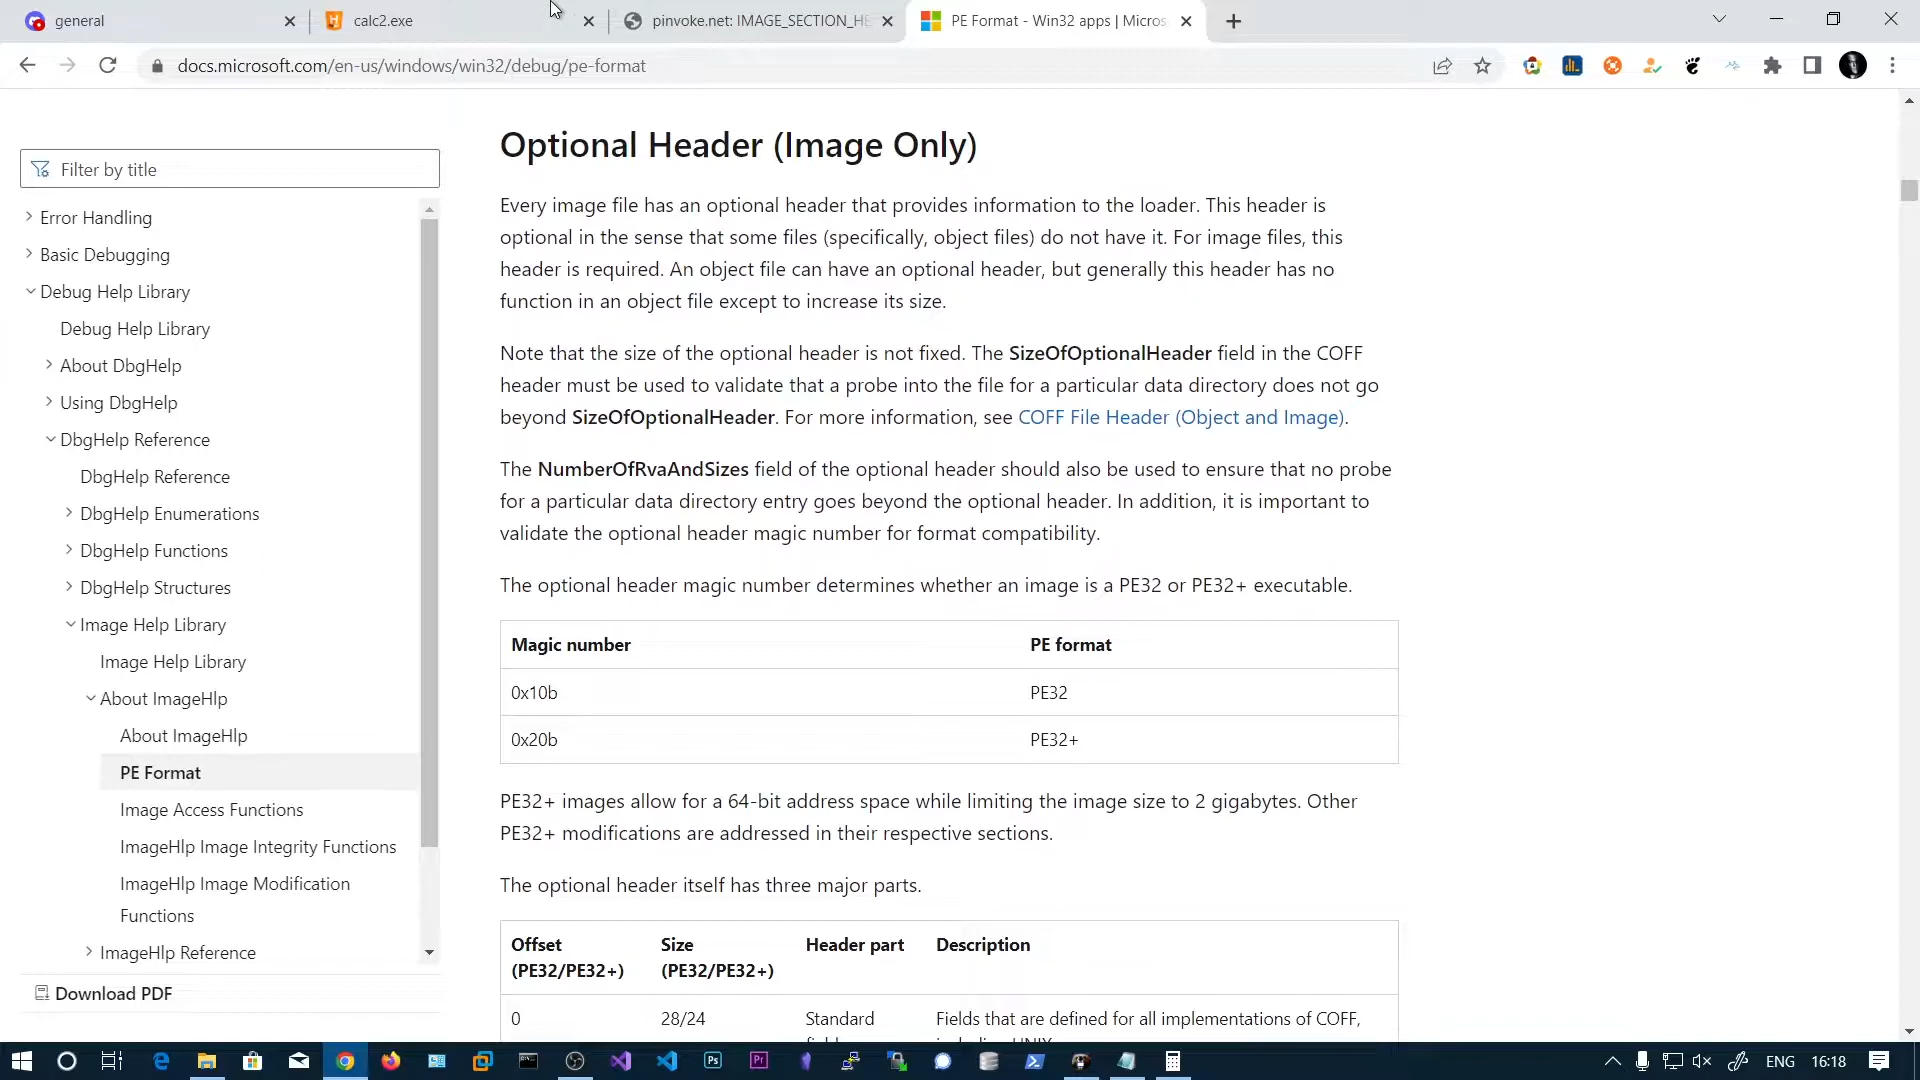 general
calc2.exe
pinvoke.net: IMAGE_SECTION_HE
PE Format - Win32 apps | Micros
docs.microsoft.com/en-us/windows/win32/debug/pe-format
Filter by title
Error Handling
Basic Debugging
Debug Help Library
Debug Help Library
About DbgHelp
Using DbgHelp
DbgHelp Reference
DbgHelp Reference
DbgHelp Enumerations
DbgHelp Functions
DbgHelp Structures
Image Help Library
Image Help Library
About ImageHlp
About ImageHlp
PE Format
Image Access Functions
ImageHlp Image Integrity Functions
ImageHlp Image Modification
Functions
ImageHlp Reference
Download PDF
Optional Header (Image Only)
Every image file has an optional header that provides information to the loader. This header is
optional in the sense that some files (specifically, object files) do not have it. For image files, this
header is required. An object file can have an optional header, but generally this header has no
function in an object file except to increase its size.
Note that the size of the optional header is not fixed. The SizeOfOptionalHeader field in the COFF
header must be used to validate that a probe into the file for a particular data directory does not go
beyond SizeOfOptionalHeader. For more information, see COFF File Header (Object and Image).
The NumberOfRvaAndSizes field of the optional header should also be used to ensure that no probe
for a particular data directory entry goes beyond the optional header. In addition, it is important to
validate the optional header magic number for format compatibility.
The optional header magic number determines whether an image is a PE32 or PE32+ executable.
Magic number PE format
0x10b PE32
0x20b PE32+
PE32+ images allow for a 64-bit address space while limiting the image size to 2 gigabytes. Other
PE32+ modifications are addressed in their respective sections.
The optional header itself has three major parts.
Offset Size Header part Description
(PE32/PE32+) (PE32/PE32+)
0 28/24 Standard Fields that are defined for all implementations of COFF,
Ps
Pr
ENG 16:18